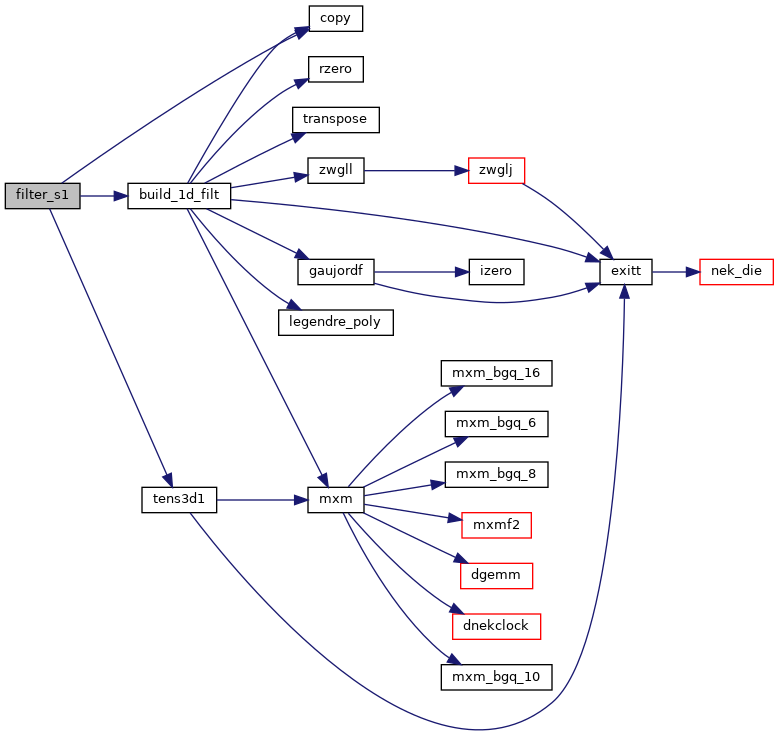 copy
rzero
transpose
zwgll
zwglj
filter_s1
build_1d_filt
gaujordf
izero
exitt
nek_die
legendre_poly
mxm_bgq_16
mxm_bgq_6
mxm_bgq_8
tens3d1
mxm
mxmf2
dgemm
dnekclock
mxm_bgq_10